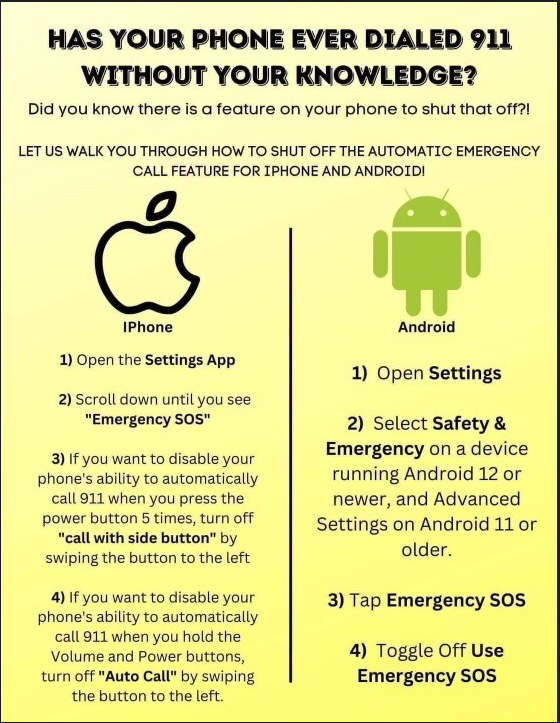 HAS YOUR PHONE EVER DIALED 911
WITHOUT YOUR KNOWLEDGE?
Did you know there is a feature on your phone to shut that off?!
LET US WALK YOU THROUGH HOW TO SHUT OFF THE AUTOMATIC EMERGENCY
CALL FEATURE FOR IPHONE AND ANDROID!
IPhone
1) Open the Settings App
2) Scroll down until you see
"Emergency SOS"
3) If you want to disable your
phone's ability to automatically
call 911 when you press the
power button 5 times, turn off
"call with side button" by
swiping the button to the left
4) If you want to disable your
phone's ability to automatically
call 911 when you hold the
Volume and Power buttons,
turn off "Auto Call" by swiping
the button to the left.
Android
1) Open Settings
2) Select Safety &
Emergency on a device
running Android 12 or
newer, and Advanced
Settings on Android 11 or
older.
3) Tap Emergency SOS
4) Toggle Off Use
Emergency SOS